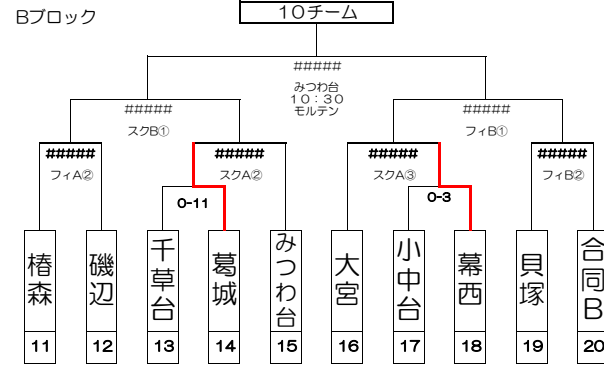 Bブロック
10チーム
#####
みつわ台
10:30
モルテン
##### #####
スクB① フィB①
##### ##### ##### #####
フィA② スクA② スクA③ フィB②
0-11 0-3
椿森 磯辺 千草台 葛城 みつわ台 大宮 小中台 幕西 貝塚 合同B
11 12 13 14 15 16 17 18 19 20